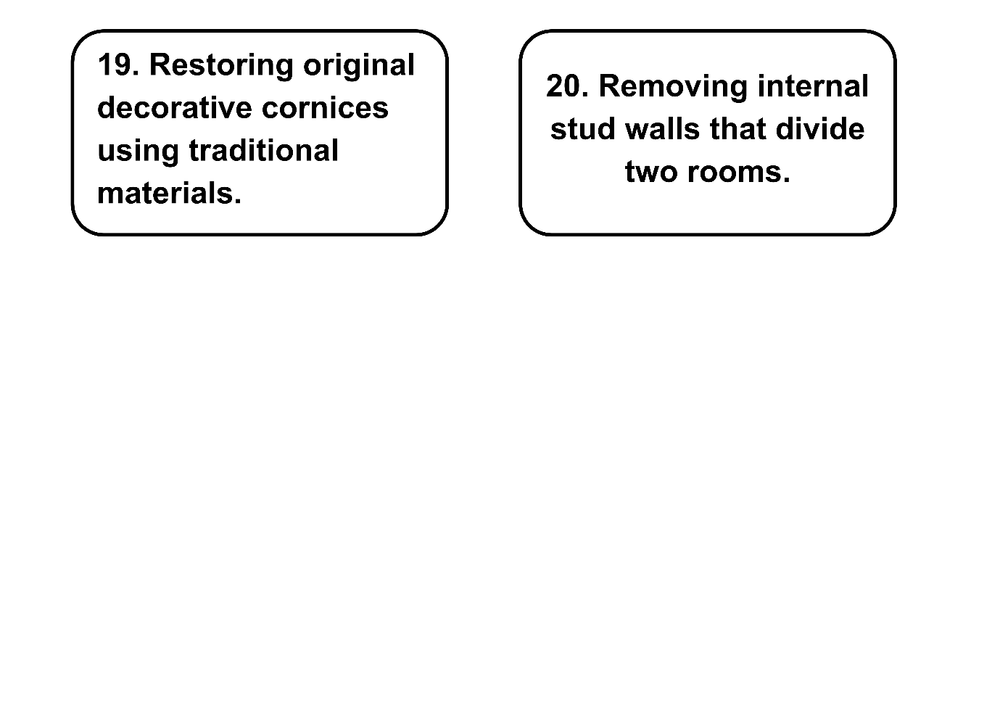 19. Restoring original
decorative cornices
using traditional
materials.
20. Removing internal
stud walls that divide
two rooms.